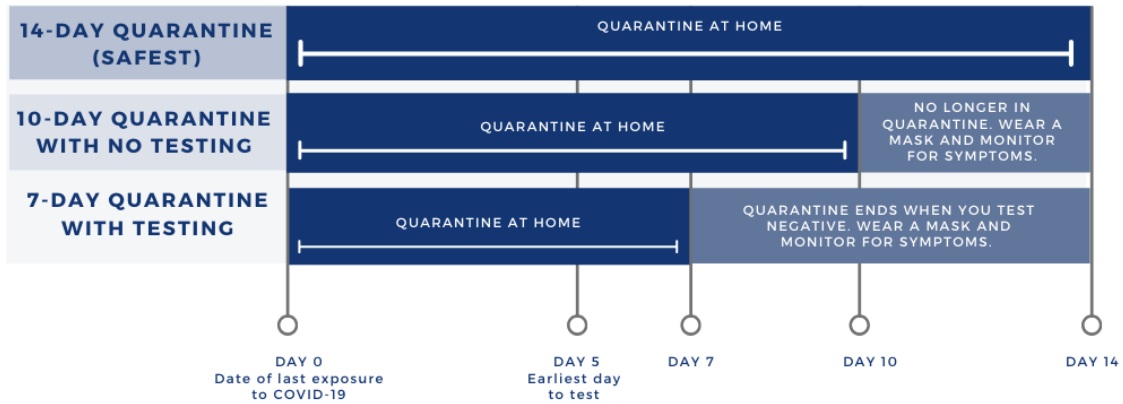 14-DAY QUARANTINE
(SAFEST)
QUARANTINE AT HOME
10-DAY QUARANTINE
WITH NO TESTING
QUARANTINE AT HOME
NO LONGER IN
QUARANTINE. WEAR A
MASK AND MONITOR
FOR SYMPTOMS.
7-DAY QUARANTINE
WITH TESTING
QUARANTINE AT HOME
QUARANTINE ENDS WHEN YOU TEST
NEGATIVE. WEAR A MASK AND
MONITOR FOR SYMPTOMS.
DAY 0
Date of last exposure
to COVID-19
DAY 5
Earliest day
to test
DAY 7
DAY 10
DAY 14